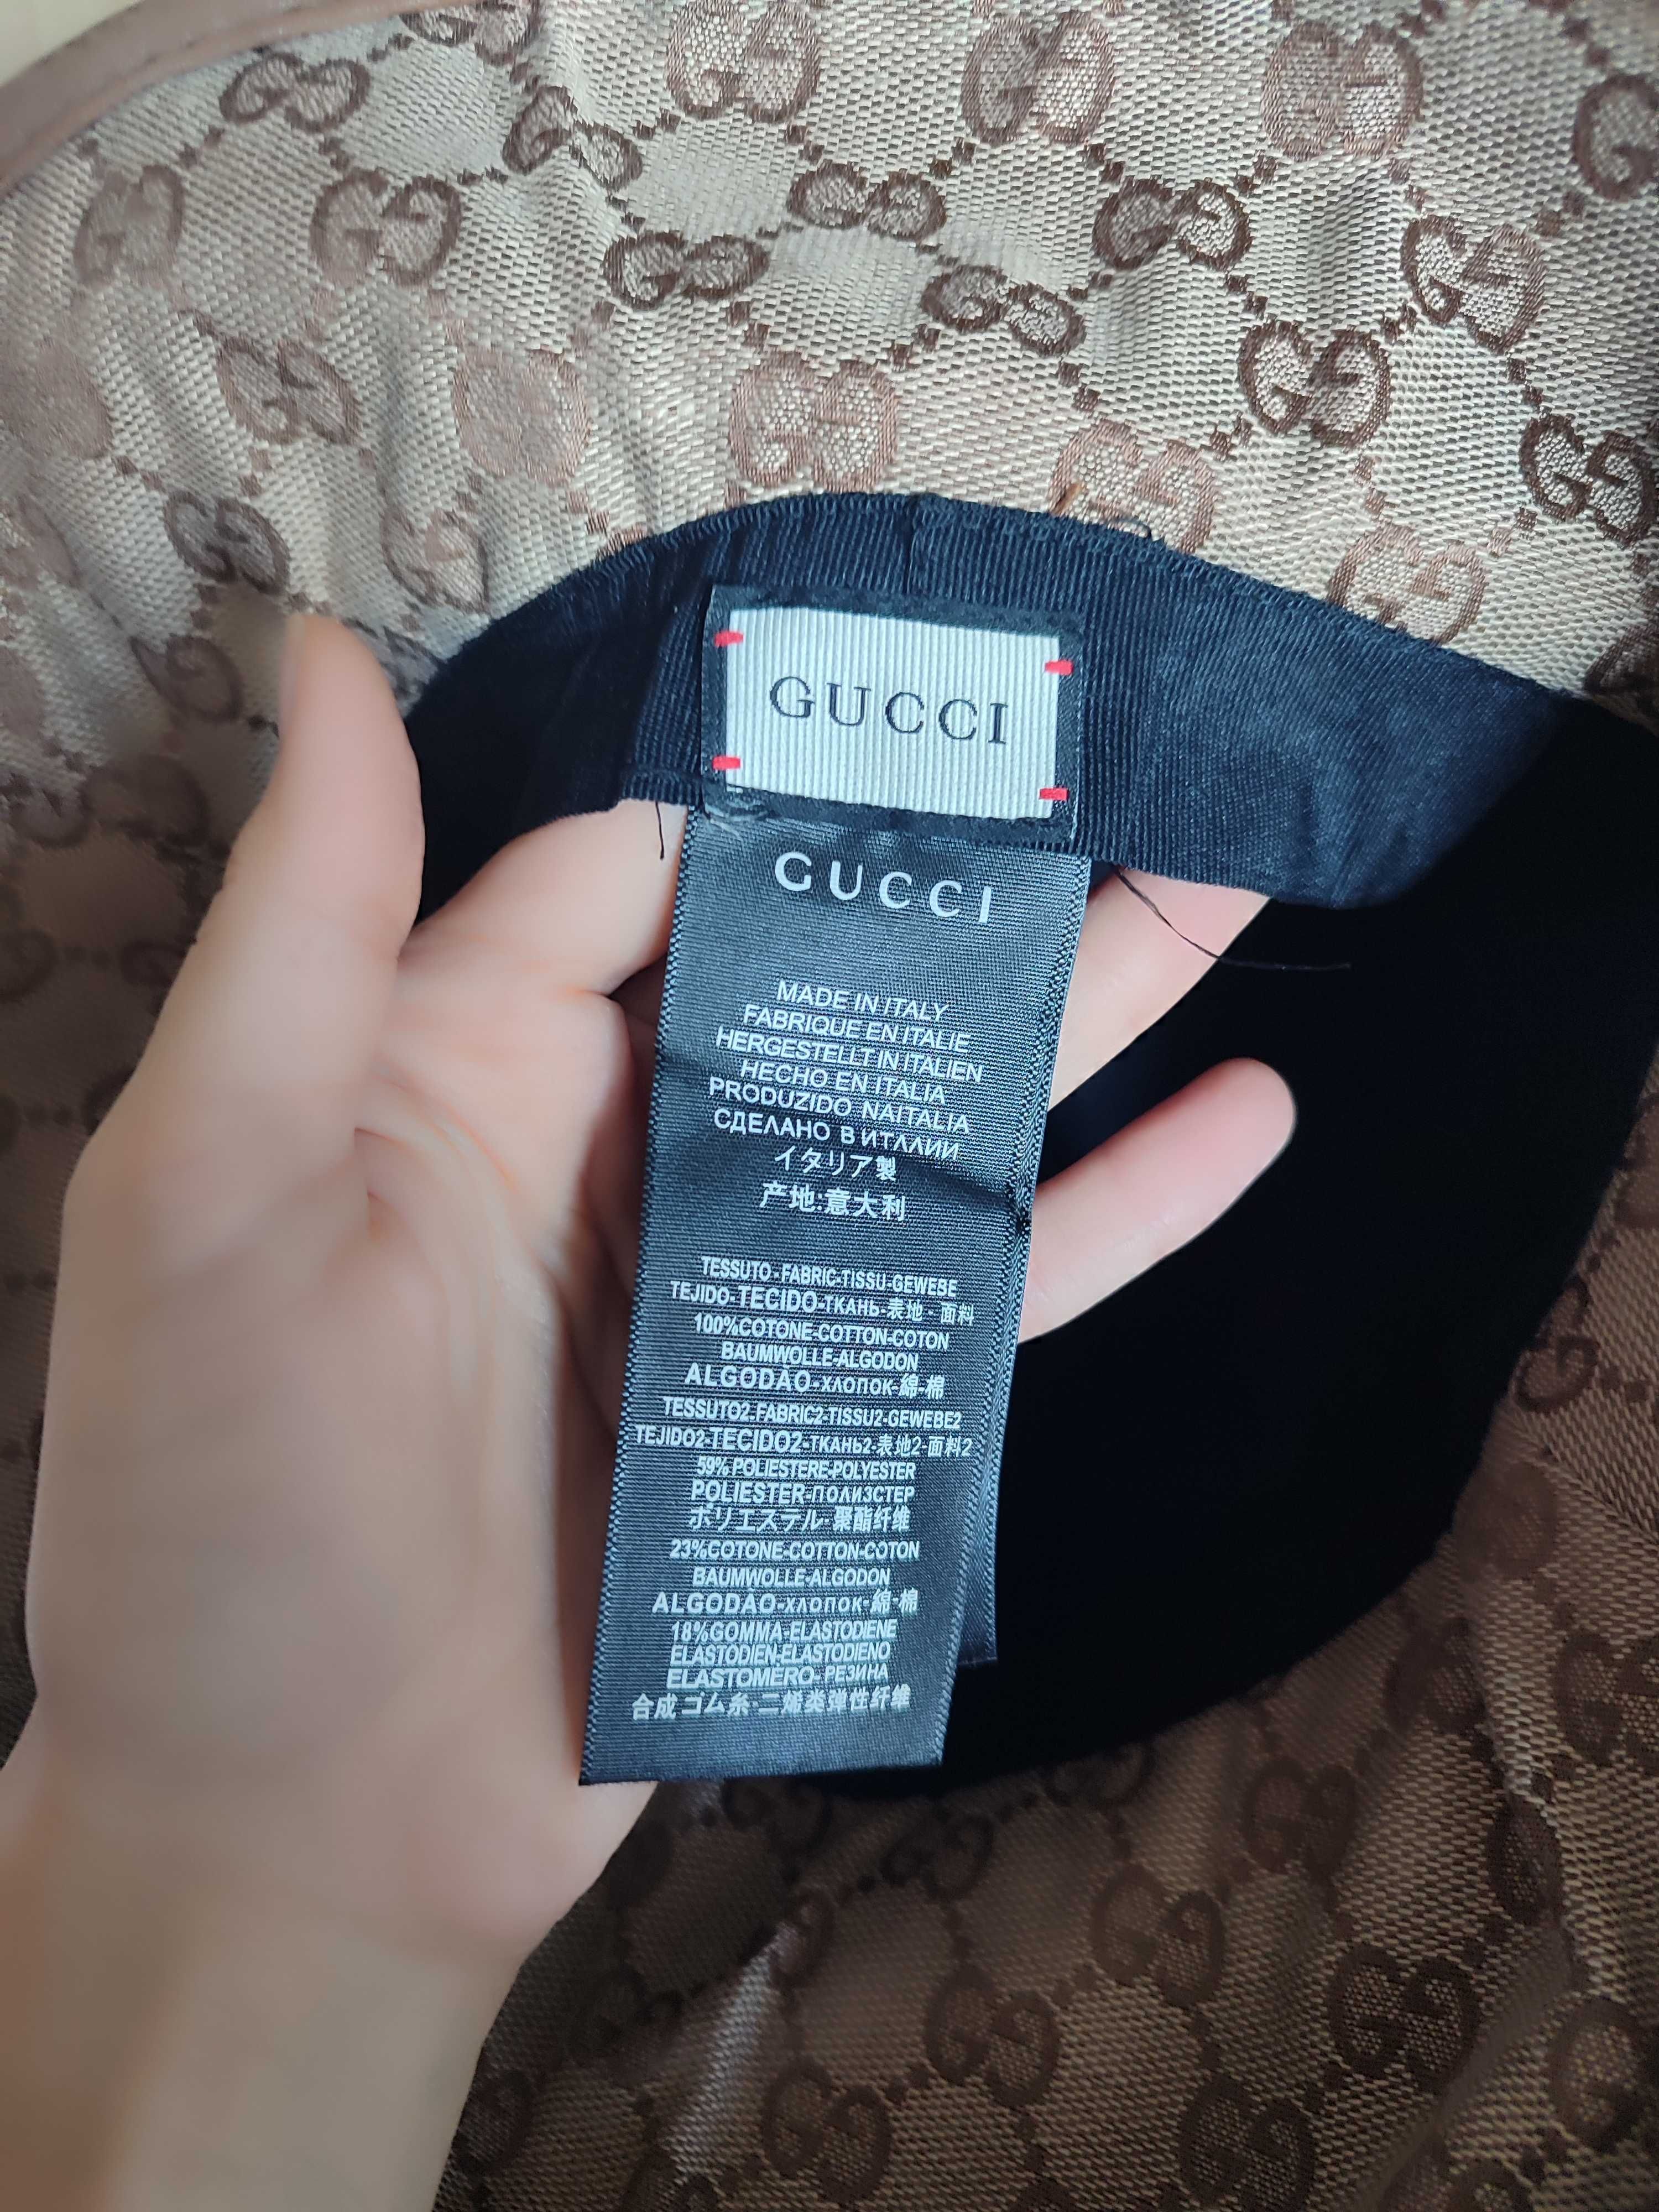 GUCCI
GUCCI
MADE IN ITALY
FABRIQUE EN ITALIE
HERGESTELLT IN ITALIEN
HECHO EN ITALIA
PRODUZIDO NAITALIA
СДЕЛАНО В ИТАЛИИ
イタリア製
产地:意大利
TESSUTO-FABRIC-TISSU-GEWEBE
TEJIDO-TECIDO-ТКАНЬ-表地-面料
100%COTONE-COTTON-COTON
BAUMWOLLE-ALGODON
ALGODÃO-хлопок-綿-棉
TESSUTO2-FABRIC2-TISSU2-GEWEBE2
TEJIDO2-TECIDO2-ТКАНЬ2-表地2-面料2
59% POLIESTERE-POLYESTER
POLIESTER-ПОЛИЗСТЕР
ポリエステル-聚酯纤维
23%COTONE-COTTON-COTON
BAUMWOLLE-ALGODON
ALGODÃO-хлопок-綿-棉
18%GOMMA-ELASTODIENE
ELASTODIEN-ELASTODIENO
ELASTOMERO-РЕЗИНА
合成ゴム糸-二烯类弹性纤维